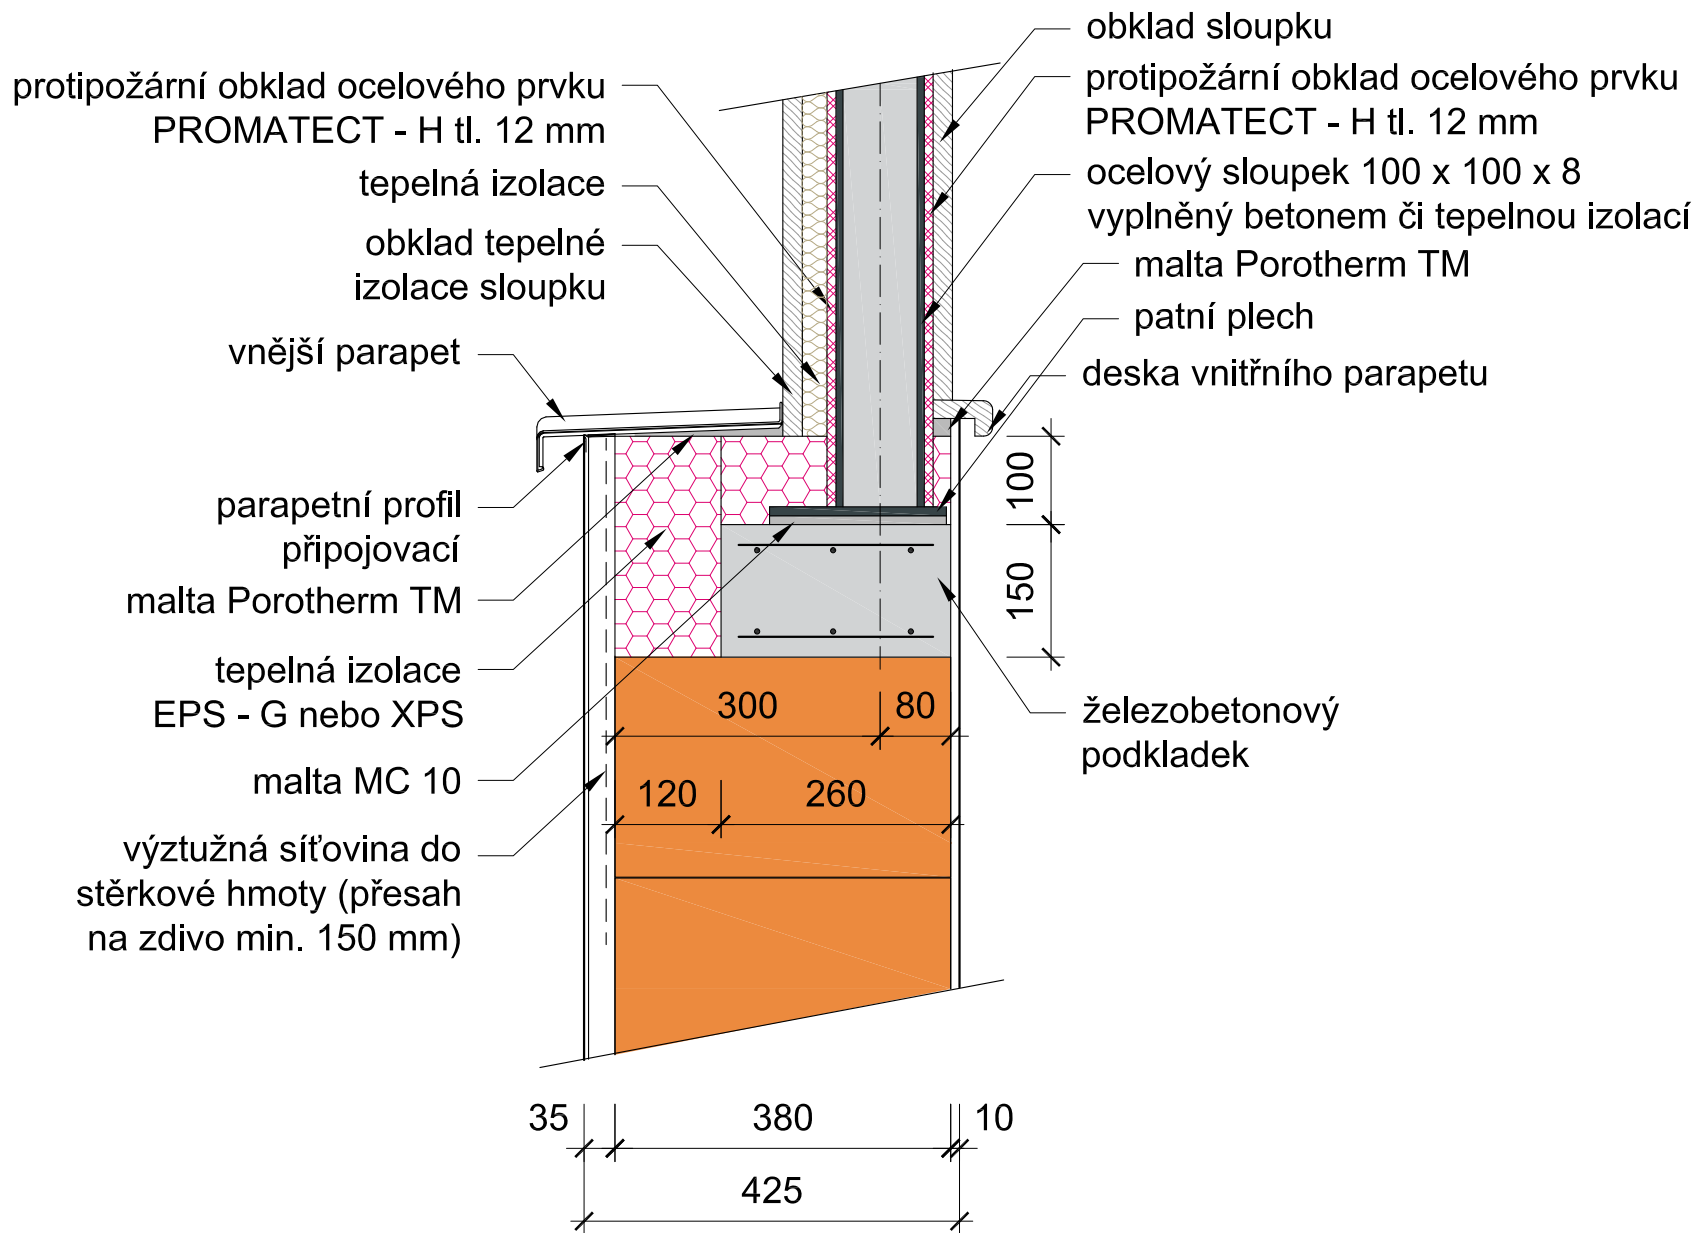 protipožární obklad ocelového prvku
PROMATECT - H tl. 12 mm
tepelná izolace
obklad tepelné
izolace sloupku
vnější parapet
parapetní profil
připojovací
malta Porotherm TM
tepelná izolace
EPS - G nebo XPS
malta MC 10
výztužná síťovina do
stěrkové hmoty (přesah
na zdivo min. 150 mm)
obklad sloupku
protipožární obklad ocelového prvku
PROMATECT - H tl. 12 mm
ocelový sloupek 100 x 100 x 8
vyplněný betonem či tepelnou izolací
malta Porotherm TM
patní plech
deska vnitřního parapetu
100
150
železobetonový
podkladek
300
80
120
260
35
380
10
425